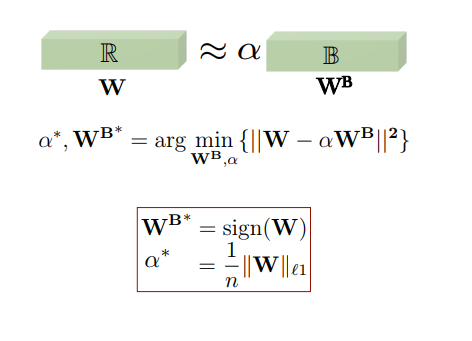 ℝ ≈ α 𝔹
W W^B
α*, W^B* = arg min_{W^B,α} {||W − αW^B||²}
W^B* = sign(W)
α* = 1/n ‖W‖_ℓ1